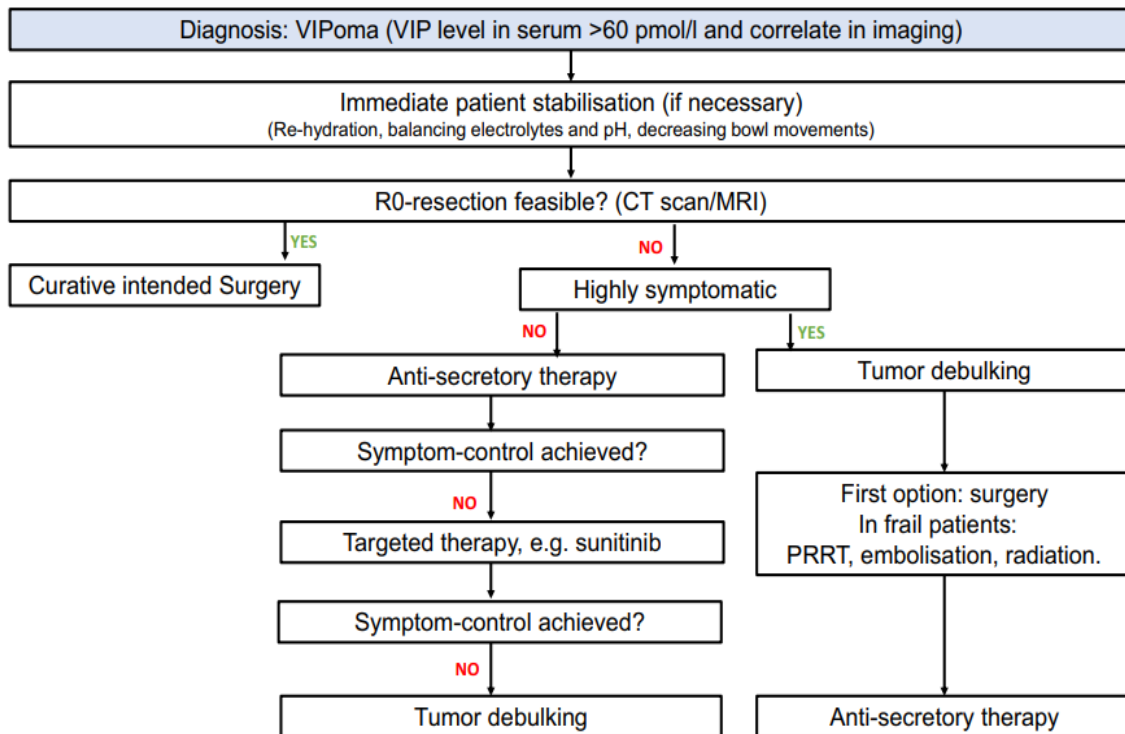 Diagnosis: VIPoma (VIP level in serum >60 pmol/l and correlate in imaging)
Immediate patient stabilisation (if necessary)
(Re-hydration, balancing electrolytes and pH, decreasing bowl movements)
R0-resection feasible? (CT scan/MRI)
YES
NO
Curative intended Surgery
Highly symptomatic
NO
YES
Anti-secretory therapy
Tumor debulking
Symptom-control achieved?
NO
First option: surgery
In frail patients:
PRRT, embolisation, radiation.
Targeted therapy, e.g. sunitinib
Symptom-control achieved?
NO
Tumor debulking
Anti-secretory therapy